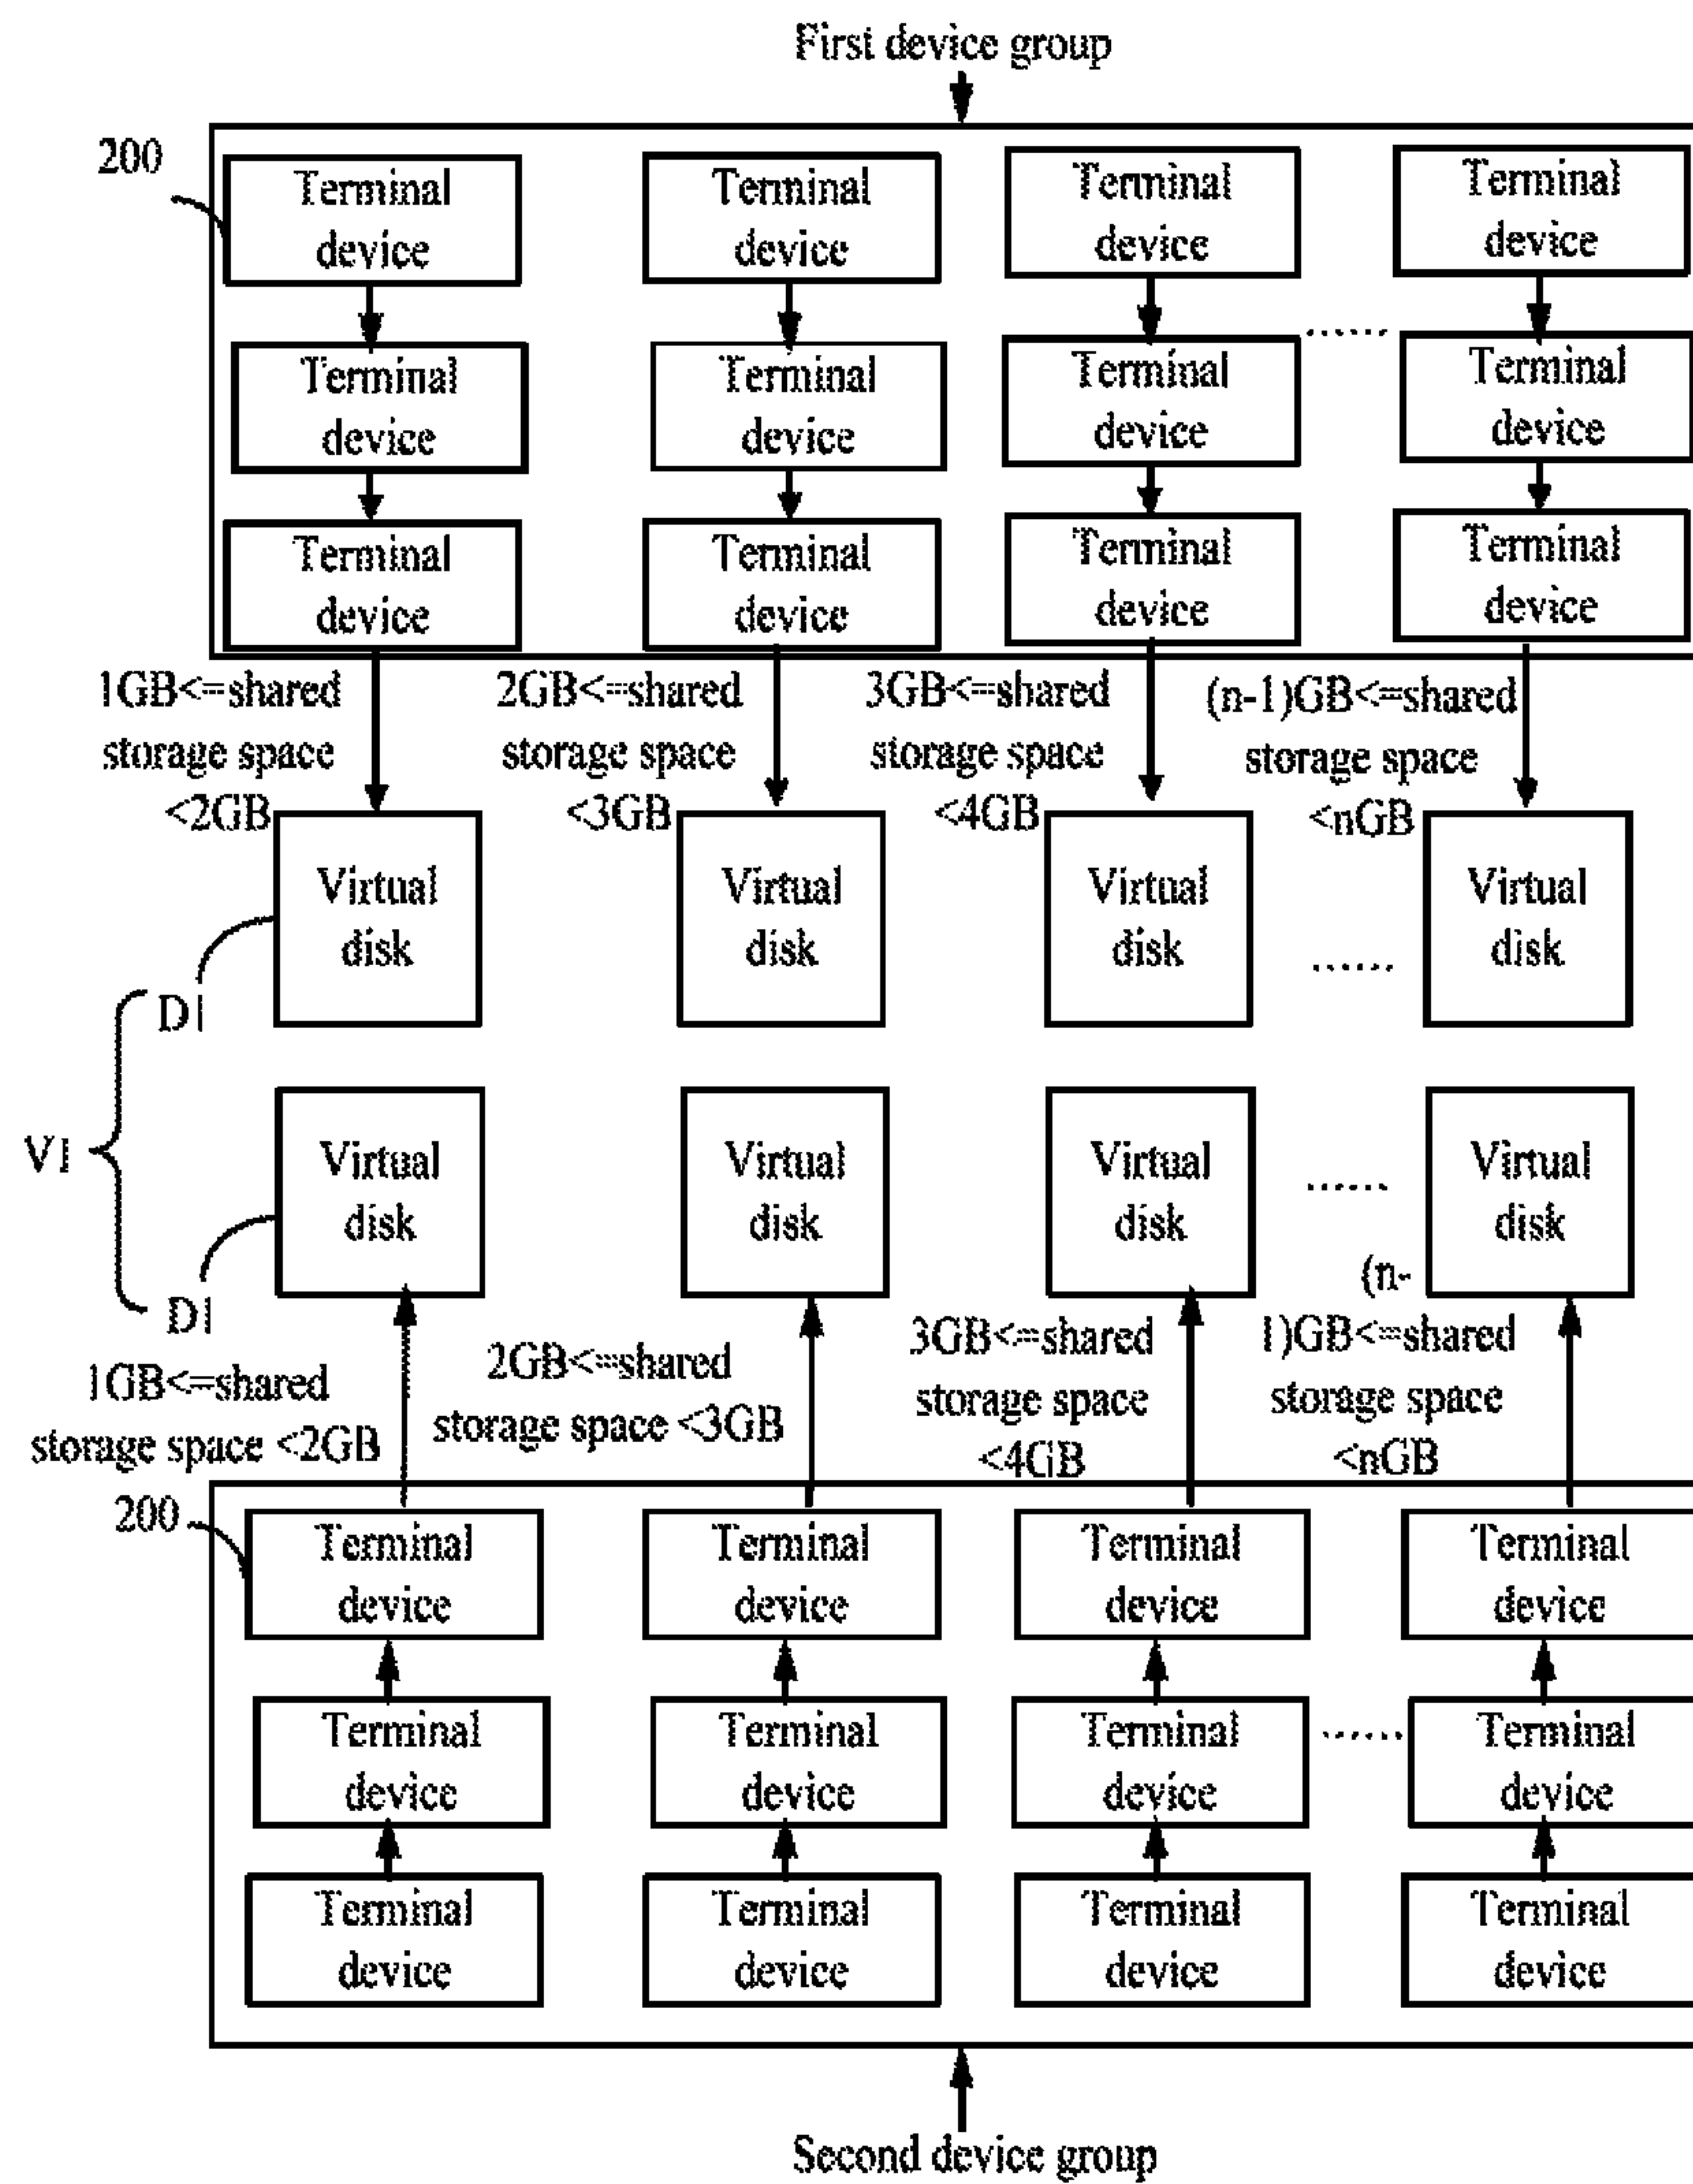 First device group
200
Terminal device
Terminal device
Terminal device
Terminal device
Terminal device
Terminal device
Terminal device
......
Terminal device
Terminal device
Terminal device
Terminal device
Terminal device
1GB<=shared storage space <2GB
2GB<=shared storage space <3GB
3GB<=shared storage space <4GB
(n-1)GB<=shared storage space <nGB
Virtual disk
Virtual disk
Virtual disk
......
Virtual disk
D1
V1
Virtual disk
Virtual disk
Virtual disk
......
Virtual disk
D1
1GB<=shared storage space <2GB
2GB<=shared storage space <3GB
3GB<=shared storage space <4GB
(n-1)GB<=shared storage space <nGB
200
Terminal device
Terminal device
Terminal device
Terminal device
Terminal device
Terminal device
Terminal device
......
Terminal device
Terminal device
Terminal device
Terminal device
Terminal device
Second device group